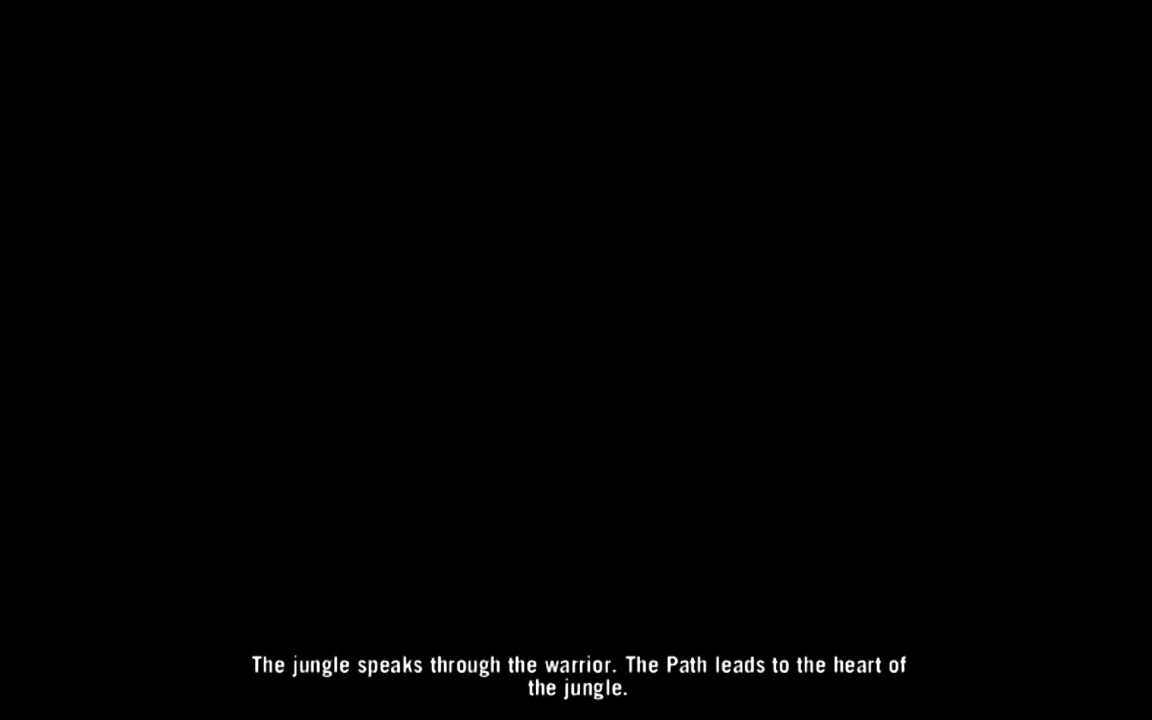 The jungle speaks through the warrior. The Path leads to the heart of
the jungle.